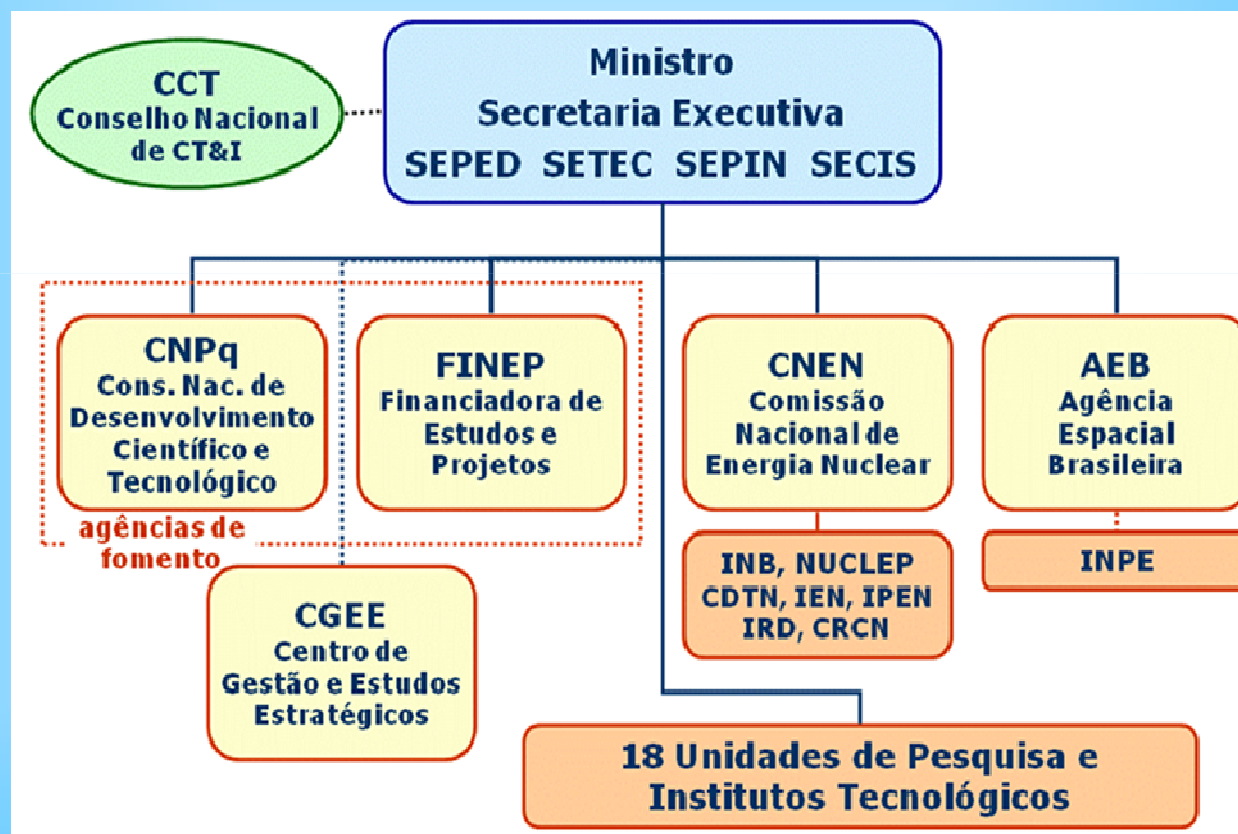 CCT
Conselho Nacional
de CT&I
Ministro
Secretaria Executiva
SEPED SETEC SEPIN SECIS
CNPq
Cons. Nac. de
Desenvolvimento
Científico e
Tecnológico
FINEP
Financiadora de
Estudos e
Projetos
CNEN
Comissão
Nacional de
Energia Nuclear
AEB
Agência
Espacial
Brasileira
agências de
fomento
INB, NUCLEP
CDTN, IEN, IPEN
IRD, CRCN
INPE
CGEE
Centro de
Gestão e Estudos
Estratégicos
18 Unidades de Pesquisa e
Institutos Tecnológicos